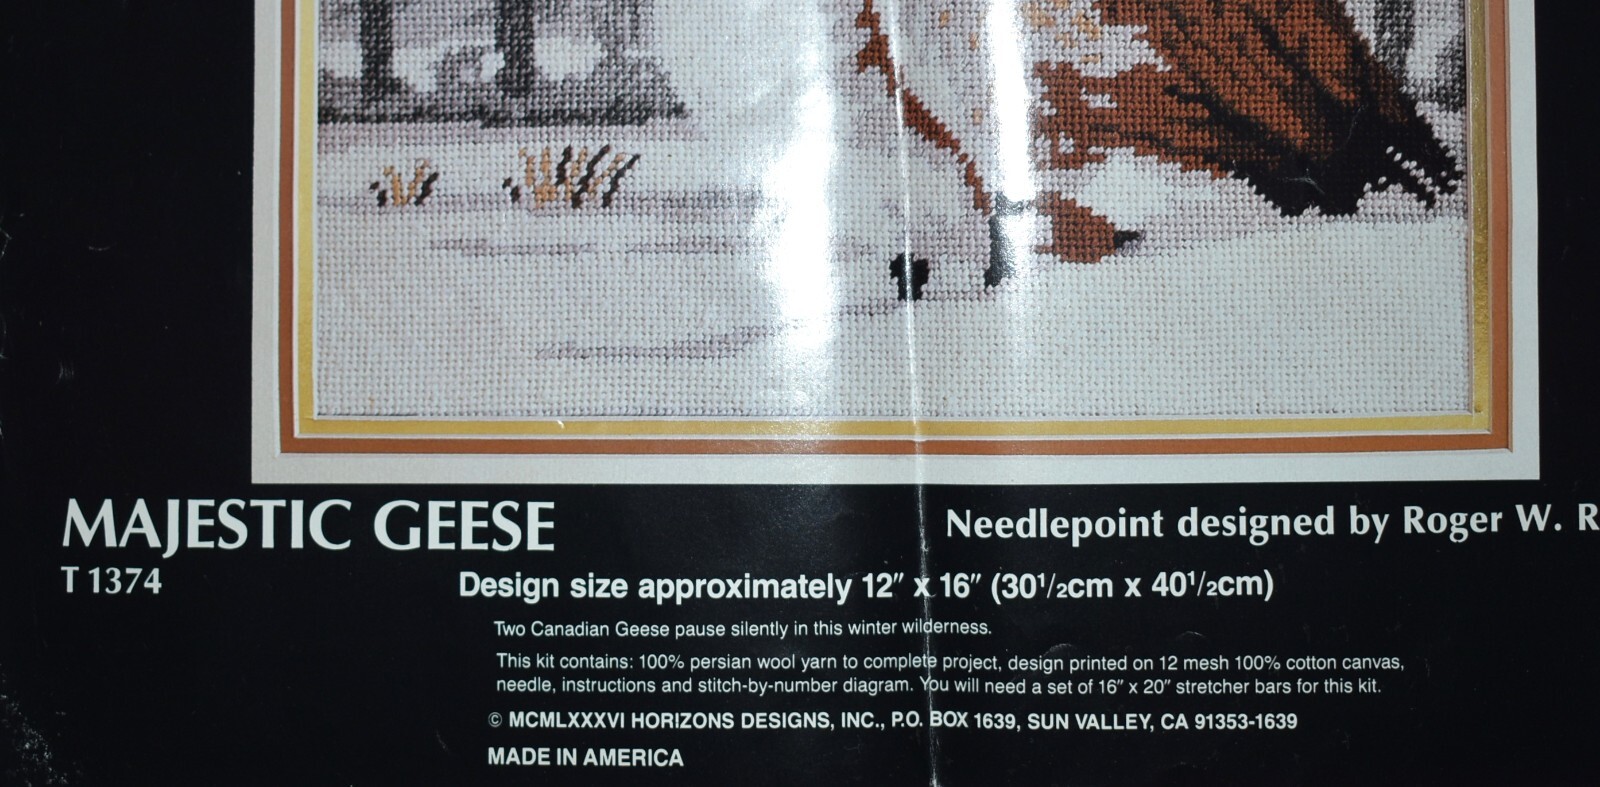 MAJESTIC GEESE
T 1374
Needlepoint designed by Roger W. R
Design size approximately 12″ x 16″ (30¹/₂cm x 40¹/₂cm)
Two Canadian Geese pause silently in this winter wilderness.
This kit contains: 100% persian wool yarn to complete project, design printed on 12 mesh 100% cotton canvas,
needle, instructions and stitch-by-number diagram. You will need a set of 16″ x 20″ stretcher bars for this kit.
© MCMLXXXVI HORIZONS DESIGNS, INC., P.O. BOX 1639, SUN VALLEY, CA 91353-1639
MADE IN AMERICA